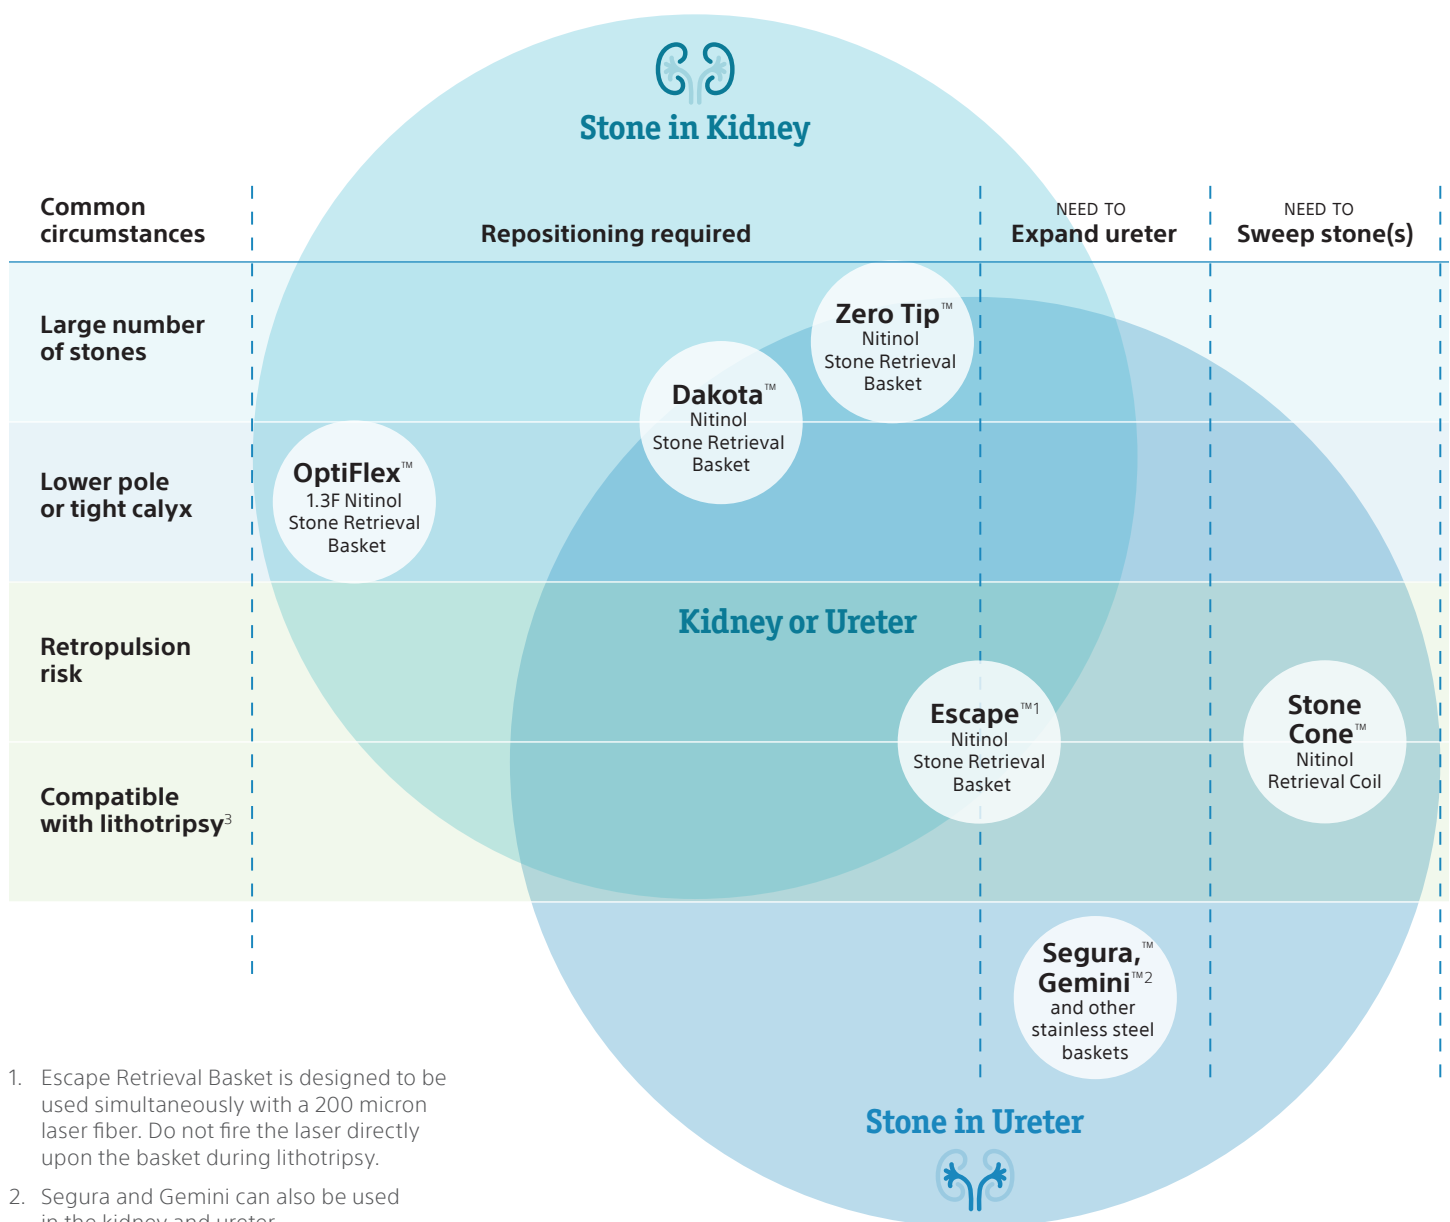 Stone in Kidney
Common
circumstances
Repositioning required
NEED TO
Expand ureter
NEED TO
Sweep stone(s)
Large number
of stones
Zero Tip™
Nitinol
Stone Retrieval
Basket
Dakota™
Nitinol
Stone Retrieval
Basket
Lower pole
or tight calyx
OptiFlex™
1.3F Nitinol
Stone Retrieval
Basket
Kidney or Ureter
Retropulsion
risk
Escape™1
Nitinol
Stone Retrieval
Basket
Stone
Cone™
Nitinol
Retrieval Coil
Compatible
with lithotripsy3
Segura,™
Gemini™2
and other
stainless steel
baskets
Stone in Ureter
1. Escape Retrieval Basket is designed to be
used simultaneously with a 200 micron
laser fiber. Do not fire the laser directly
upon the basket during lithotripsy.
2. Segura and Gemini can also be used
in the kidney and ureter